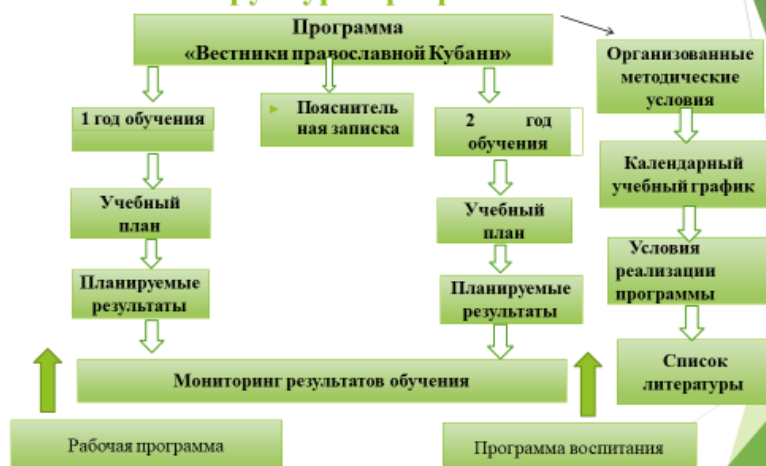 Программа
«Вестники православной Кубани»
Организованные
методические
условия
1 год обучения
Пояснитель
ная записка
2 год
обучения
Календарный
учебный график
Учебный
план
Учебный
план
Условия
реализации
программы
Планируемые
результаты
Планируемые
результаты
Мониторинг результатов обучения
Список
литературы
Рабочая программа
Программа воспитания